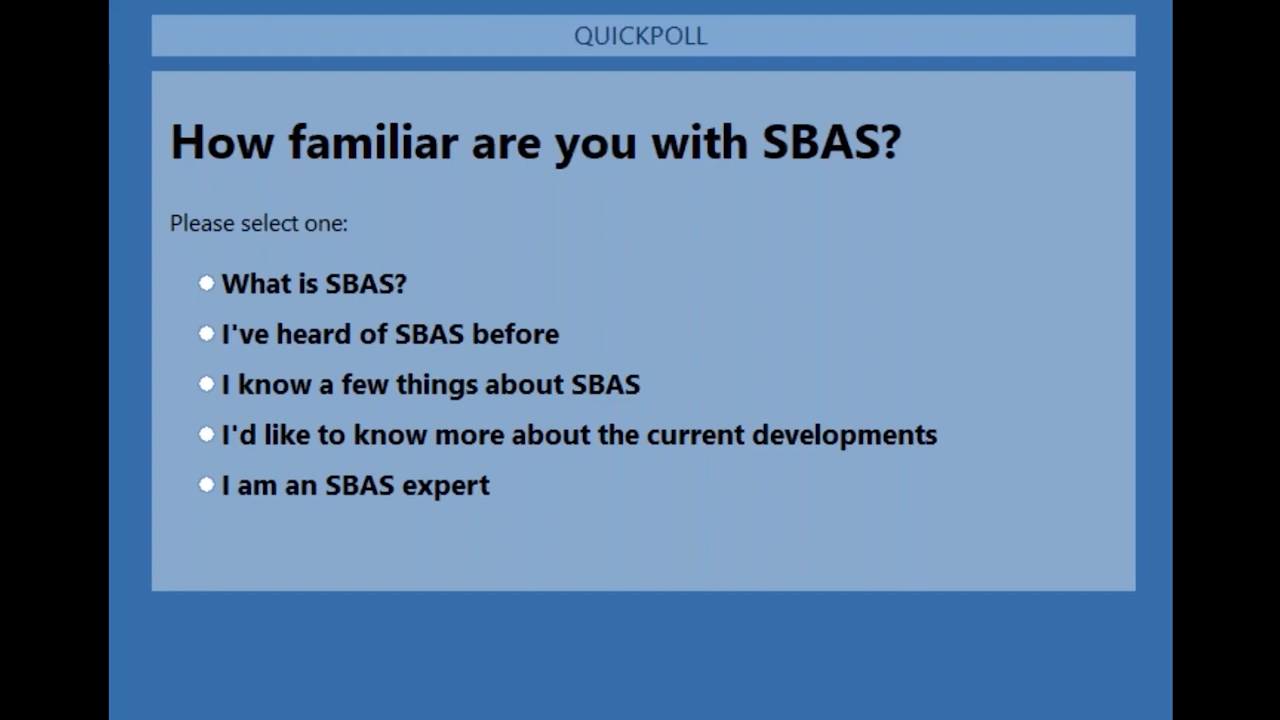 QUICKPOLL
How familiar are you with SBAS?
Please select one:
What is SBAS?
I've heard of SBAS before
I know a few things about SBAS
I'd like to know more about the current developments
I am an SBAS expert